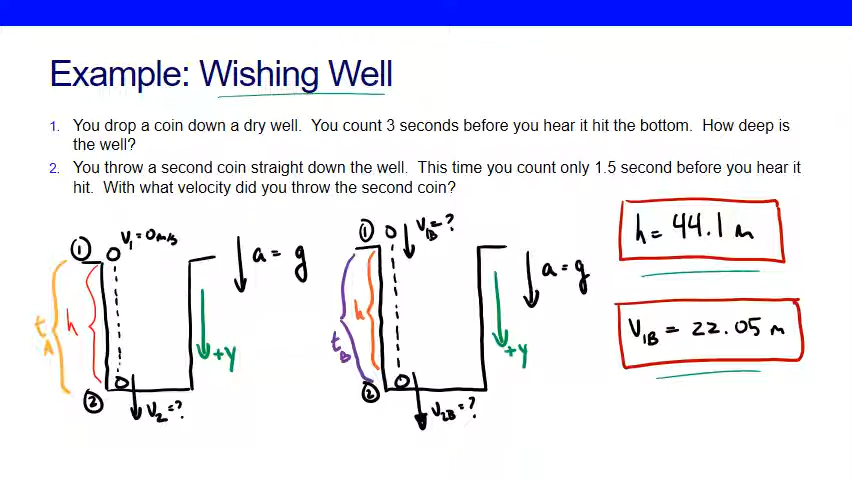 Example: Wishing Well
1. You drop a coin down a dry well. You count 3 seconds before you hear it hit the bottom. How deep is
the well?
2. You throw a second coin straight down the well. This time you count only 1.5 second before you hear it
hit. With what velocity did you throw the second coin?
① V₁ = 0 m/s
a = g
h
t_A
+y
② V₂ = ?
① V₁B = ?
a = g
h
t_B
+y
② V₂B = ?
h = 44.1 m
V₁B = 22.05 m